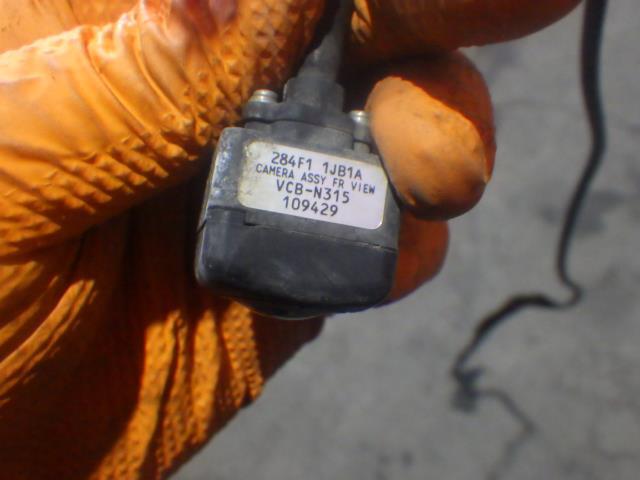 284F1 1JB1A
CAMERA ASSY FR VIEW
VCB-N315
109429